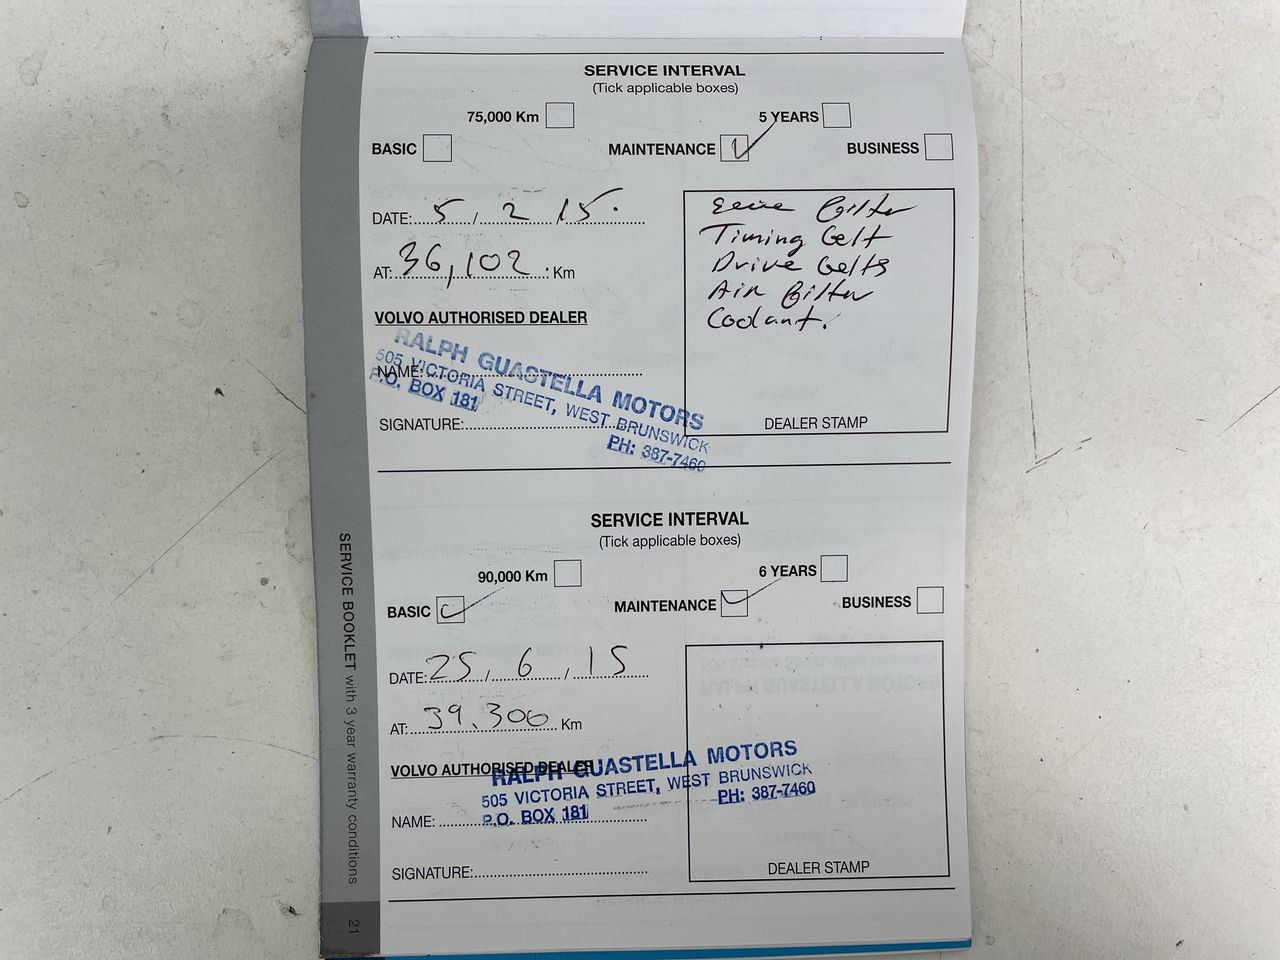 SERVICE INTERVAL
(Tick applicable boxes)
75,000 Km 5 YEARS
BASIC MAINTENANCE BUSINESS
DATE: 5 / 2 / 15.
AT: 36,102 Km
VOLVO AUTHORISED DEALER
NAME:
SIGNATURE:
filter
Timing belt
Drive belts
Air filter
Coolant.
DEALER STAMP
RALPH GUASTELLA MOTORS
505 VICTORIA STREET, WEST BRUNSWICK
P.O. BOX 181 PH: 387-7460
SERVICE INTERVAL
(Tick applicable boxes)
90,000 Km 6 YEARS
BASIC MAINTENANCE BUSINESS
DATE: 25 / 6 / 15
AT: 39.300 Km
VOLVO AUTHORISED DEALER
RALPH GUASTELLA MOTORS
505 VICTORIA STREET, WEST BRUNSWICK
P.O. BOX 181 PH: 387-7460
NAME:
SIGNATURE:
DEALER STAMP
SERVICE BOOKLET with 3 year warranty conditions
21